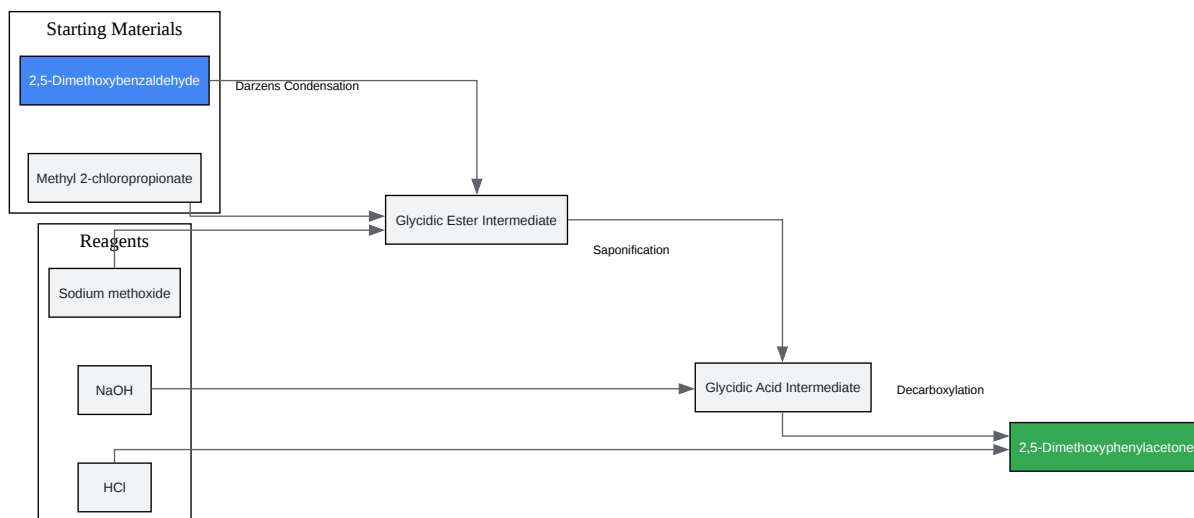 Starting Materials
2,5-Dimethoxybenzaldehyde
Darzens Condensation
Methyl 2-chloropropionate
Glycidic Ester Intermediate
Reagents
Saponification
Sodium methoxide
NaOH
Glycidic Acid Intermediate
Decarboxylation
2,5-Dimethoxyphenylacetone
HCl